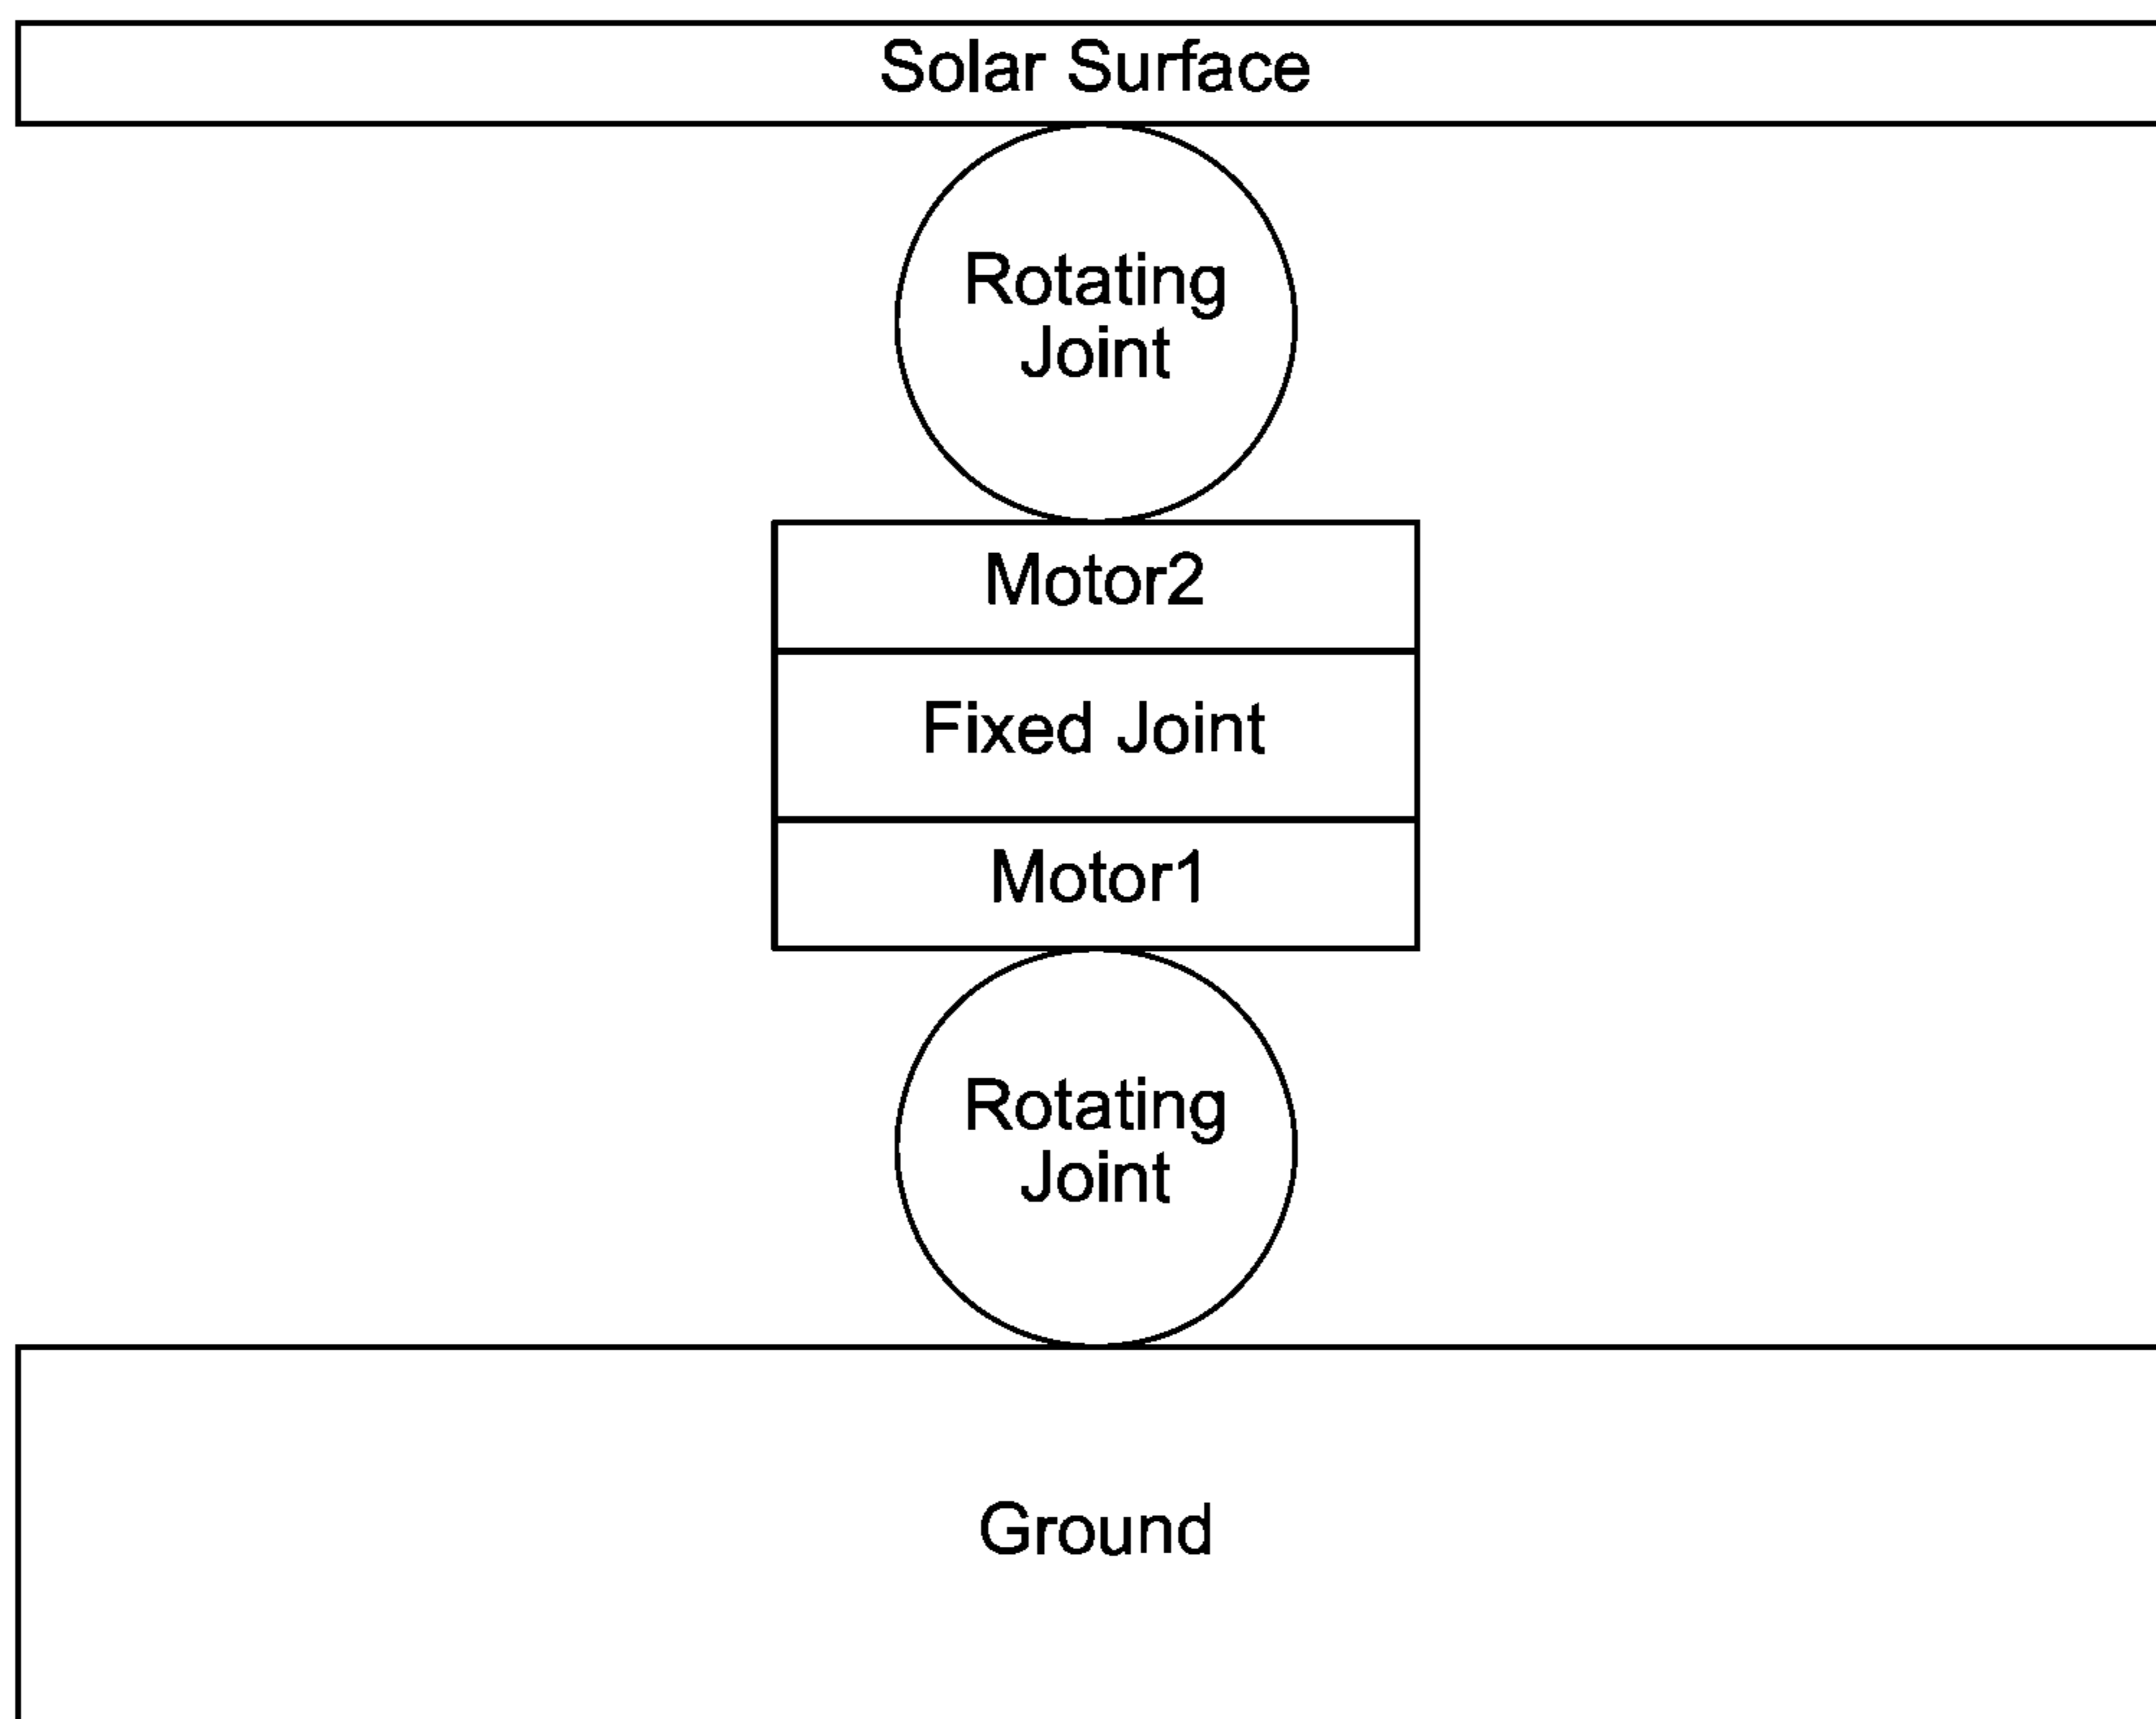 Solar Surface
Rotating
Joint
Motor2
Fixed Joint
Motor1
Rotating
Joint
Ground